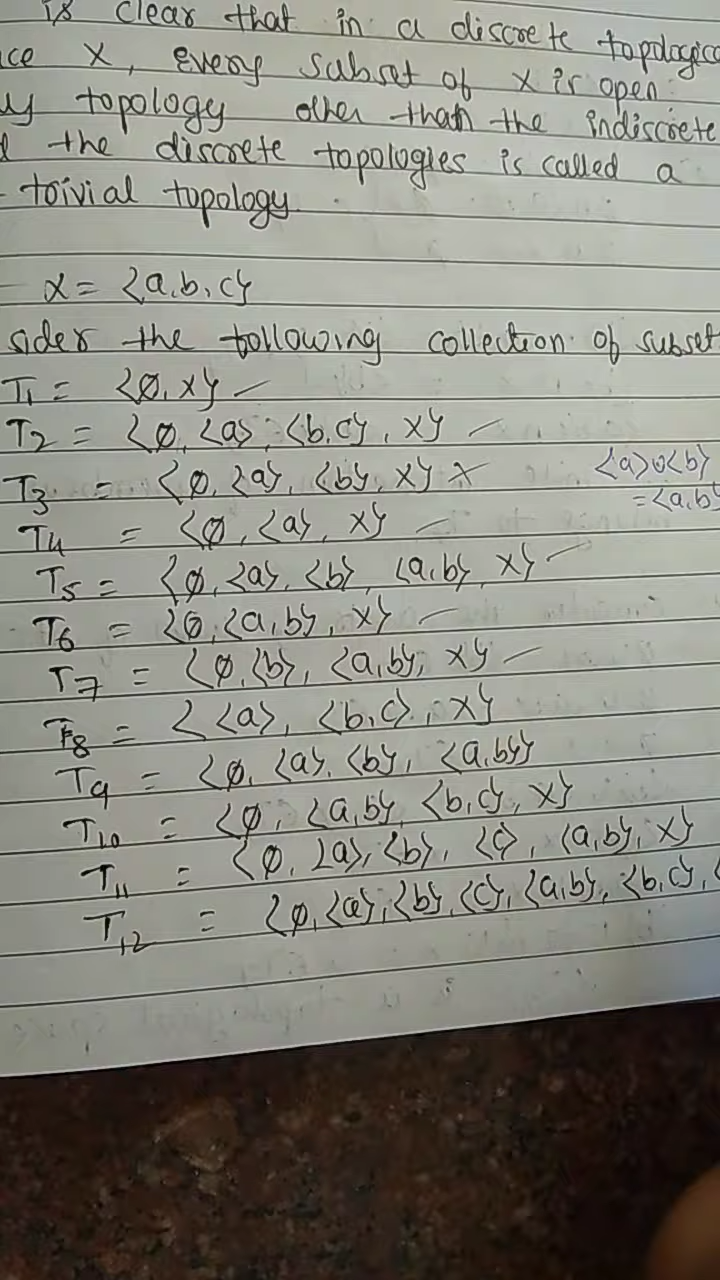 is clear that in a discrete topologica
ce X, every subset of X is open.
y topology other than the indiscrete
d the discrete topologies is called a
- toivial topology.
- X = {a,b,c}
sider the following collection of subset
T1 = {∅, X} –
T2 = {∅, {a}, {b,c}, X} –
T3 = {∅, {a}, {b}, X} × {a}∪{b}
= {a,b}
T4 = {∅, {a}, X} –
T5 = {∅, {a}, {b}, {a,b}, X} –
T6 = {∅, {a,b}, X} –
T7 = {∅, {b}, {a,b}, X} –
T8 = { {a}, {b,c}, X}
T9 = {∅, {a}, {b}, {a,b}}
T10 = {∅, {a,b}, {b,c}, X}
T11 = {∅, {a}, {b}, {c}, {a,b}, X}
T12 = {∅, {a}, {b}, {c}, {a,b}, {b,c}, {